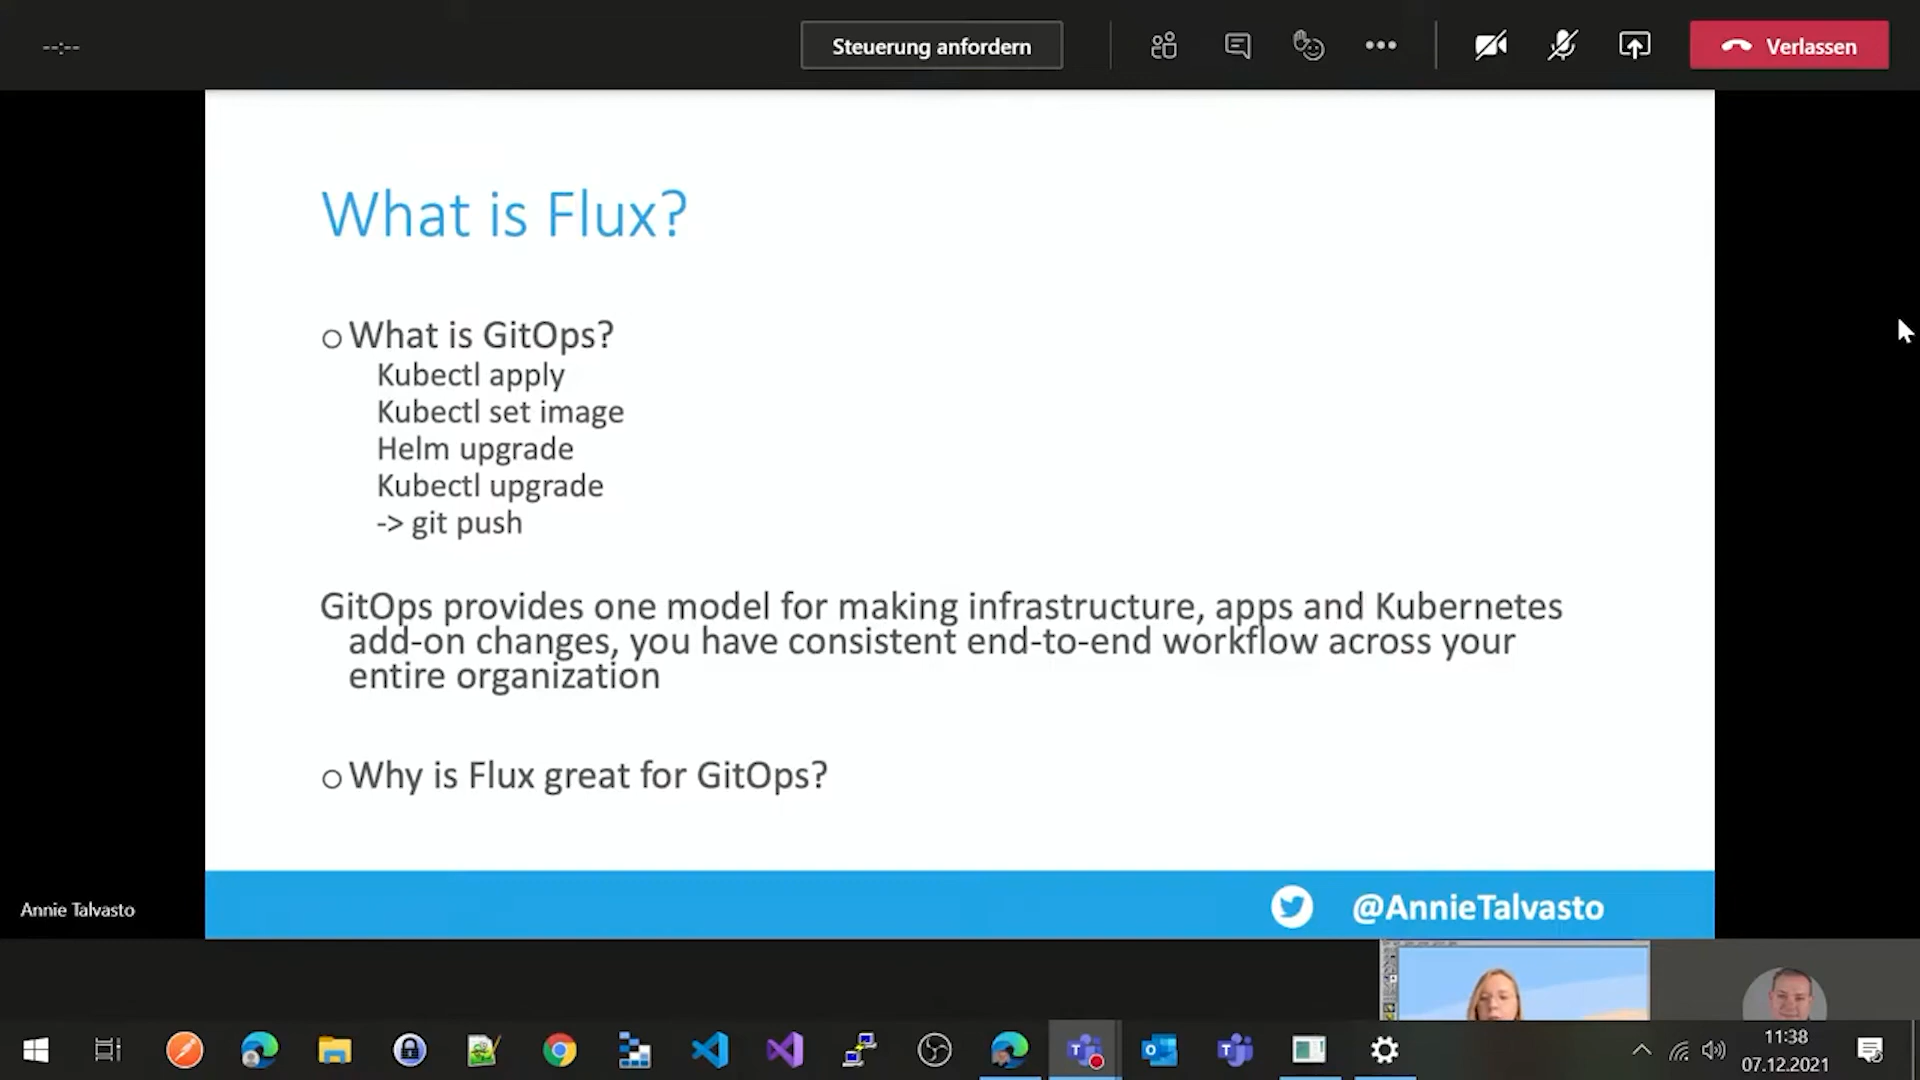 --:--
Steuerung anfordern
Verlassen
What is Flux?
o What is GitOps?
Kubectl apply
Kubectl set image
Helm upgrade
Kubectl upgrade
-> git push
GitOps provides one model for making infrastructure, apps and Kubernetes
add-on changes, you have consistent end-to-end workflow across your
entire organization
o Why is Flux great for GitOps?
Annie Talvasto
@AnnieTalvasto
11:38
07.12.2021